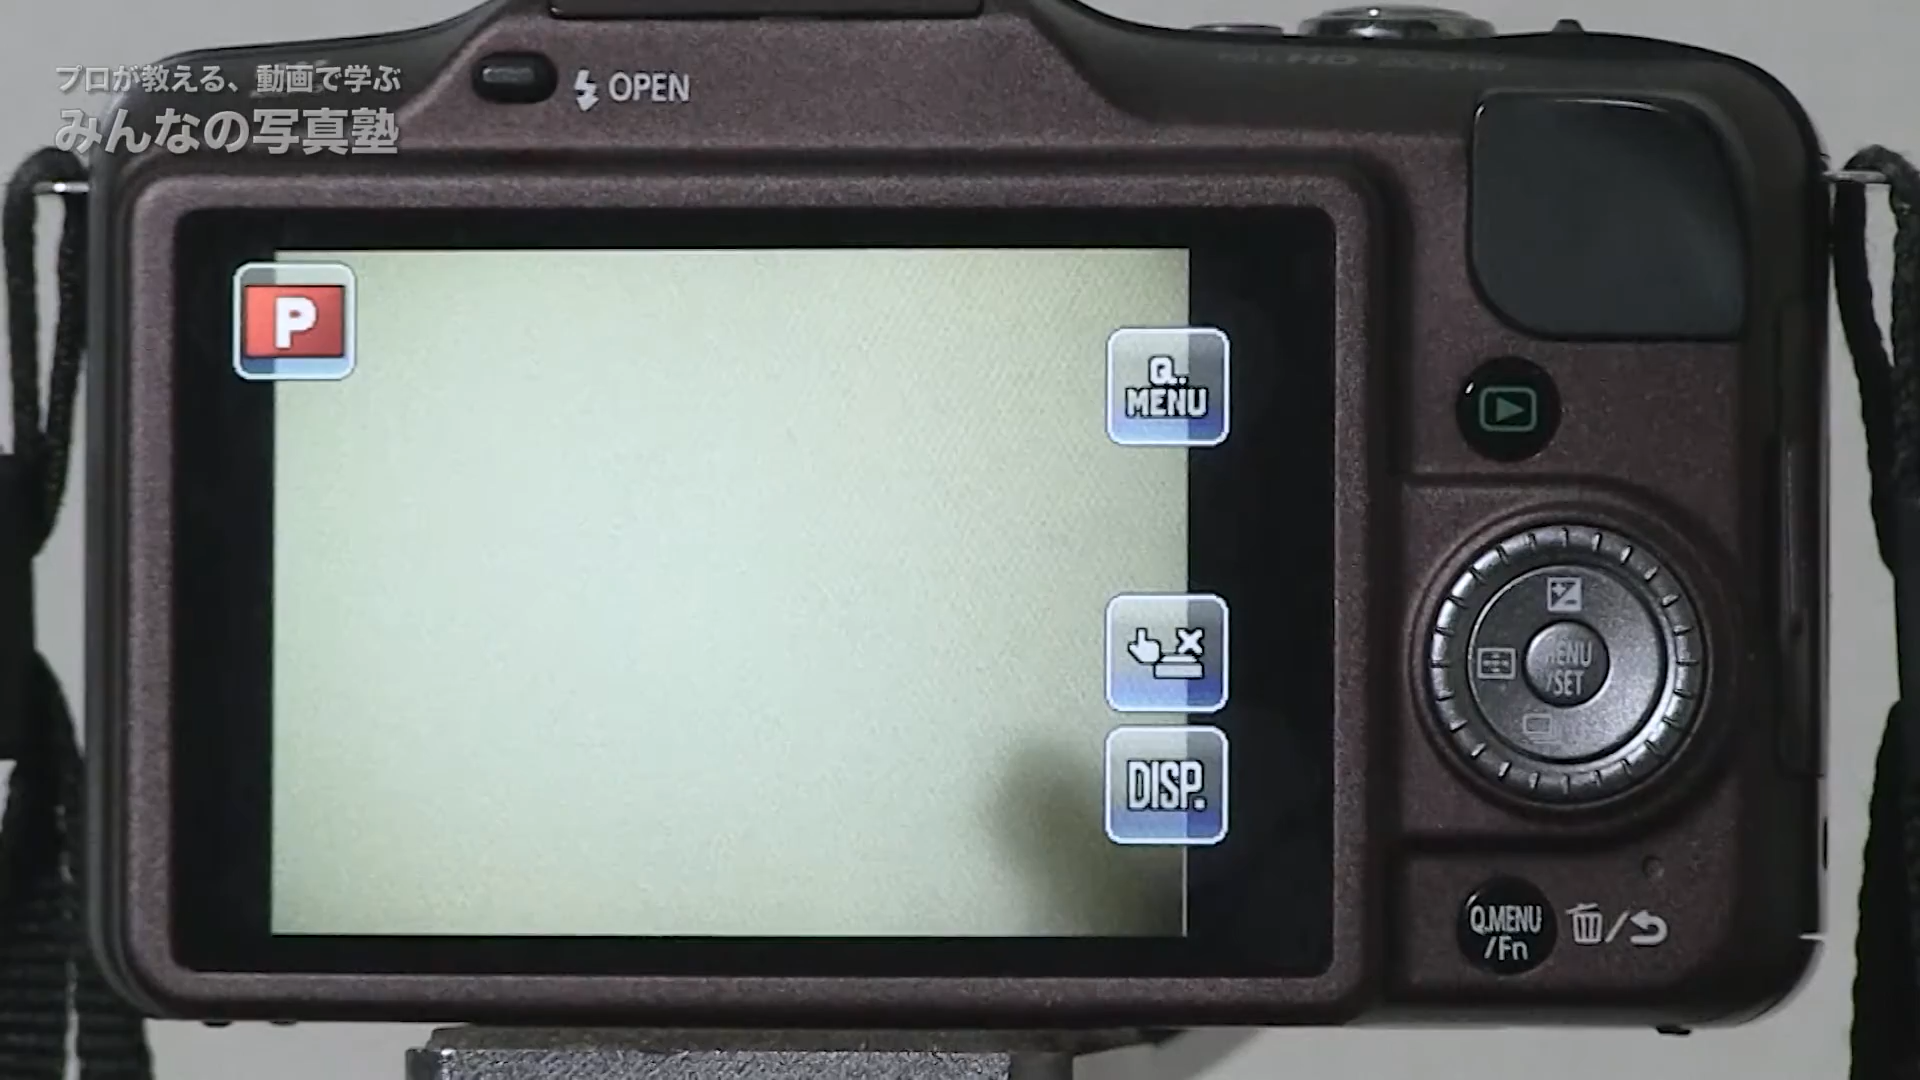 プロが教える、動画で学ぶ
みんなの写真塾
OPEN
P
Q.
MENU
DISP.
MENU
/SET
Q.MENU
/Fn